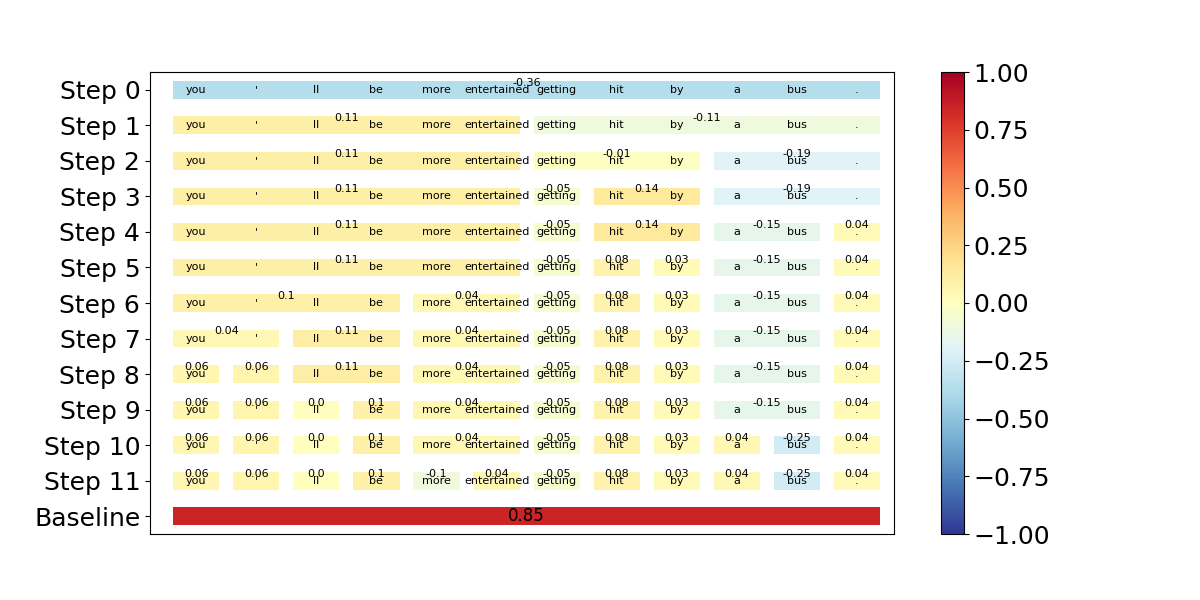 1.00
-0.36
Step 0 you ' ll be more entertained getting hit by a bus .
0.11 -0.11
Step 1 you ' ll be more entertained getting hit by a bus .
0.75
0.11 -0.01 -0.19
Step 2 you ' ll be more entertained getting hit by a bus .
0.11 -0.05 0.14 -0.19
Step 3 you ' ll be more entertained getting hit by a bus .
0.50
0.11 -0.05 0.14 -0.15 0.04
Step 4 you ' ll be more entertained getting hit by a bus .
0.25
0.11 -0.05 0.08 0.03 -0.15 0.04
Step 5 you ' ll be more entertained getting hit by a bus .
0.1 0.04 -0.05 0.08 0.03 -0.15 0.04
Step 6 you ' ll be more entertained getting hit by a bus .
0.00
0.04 0.11 0.04 -0.05 0.08 0.03 -0.15 0.04
Step 7 you ' ll be more entertained getting hit by a bus .
−0.25
0.06 0.06 0.11 0.04 -0.05 0.08 0.03 -0.15 0.04
Step 8 you ' ll be more entertained getting hit by a bus .
0.06 0.06 0.0 0.1 0.04 -0.05 0.08 0.03 -0.15 0.04
Step 9 you ' ll be more entertained getting hit by a bus .
−0.50
0.06 0.06 0.0 0.1 0.04 -0.05 0.08 0.03 0.04 -0.25 0.04
Step 10 you ' ll be more entertained getting hit by a bus .
0.06 0.06 0.0 0.1 -0.1 0.04 -0.05 0.08 0.03 0.04 -0.25 0.04
Step 11 you ' ll be more entertained getting hit by a bus .
−0.75
Baseline 0.85
−1.00